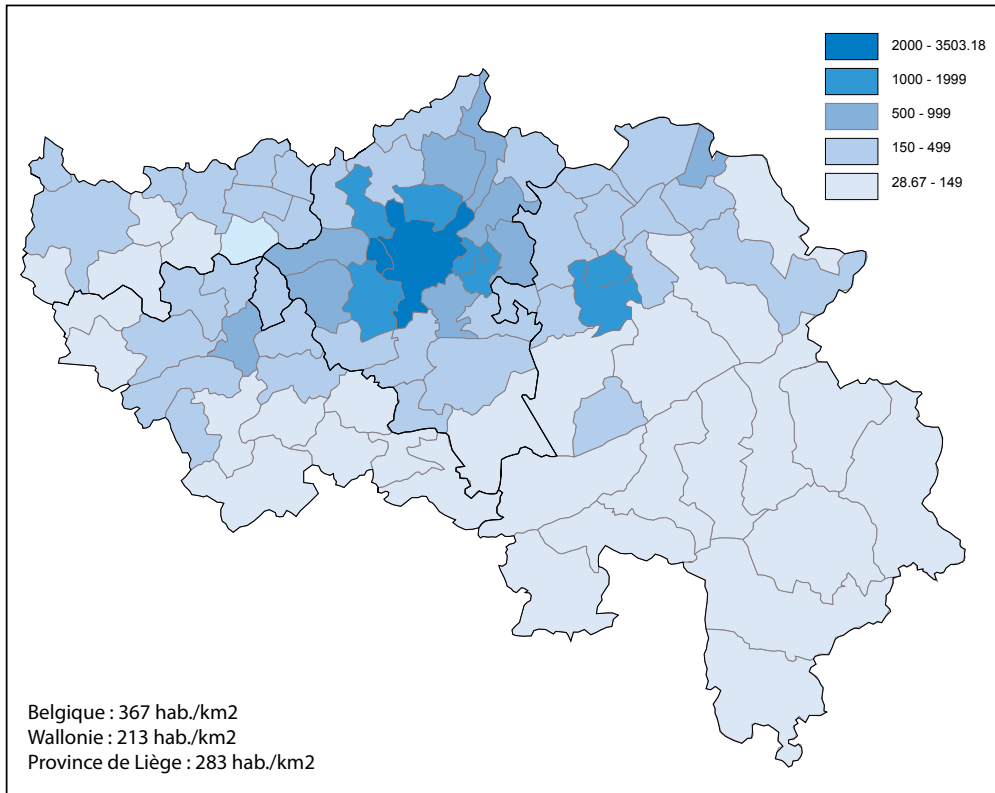 2000 - 3503.18
1000 - 1999
500 - 999
150 - 499
28.67 - 149
Belgique : 367 hab./km2
Wallonie : 213 hab./km2
Province de Liège : 283 hab./km2